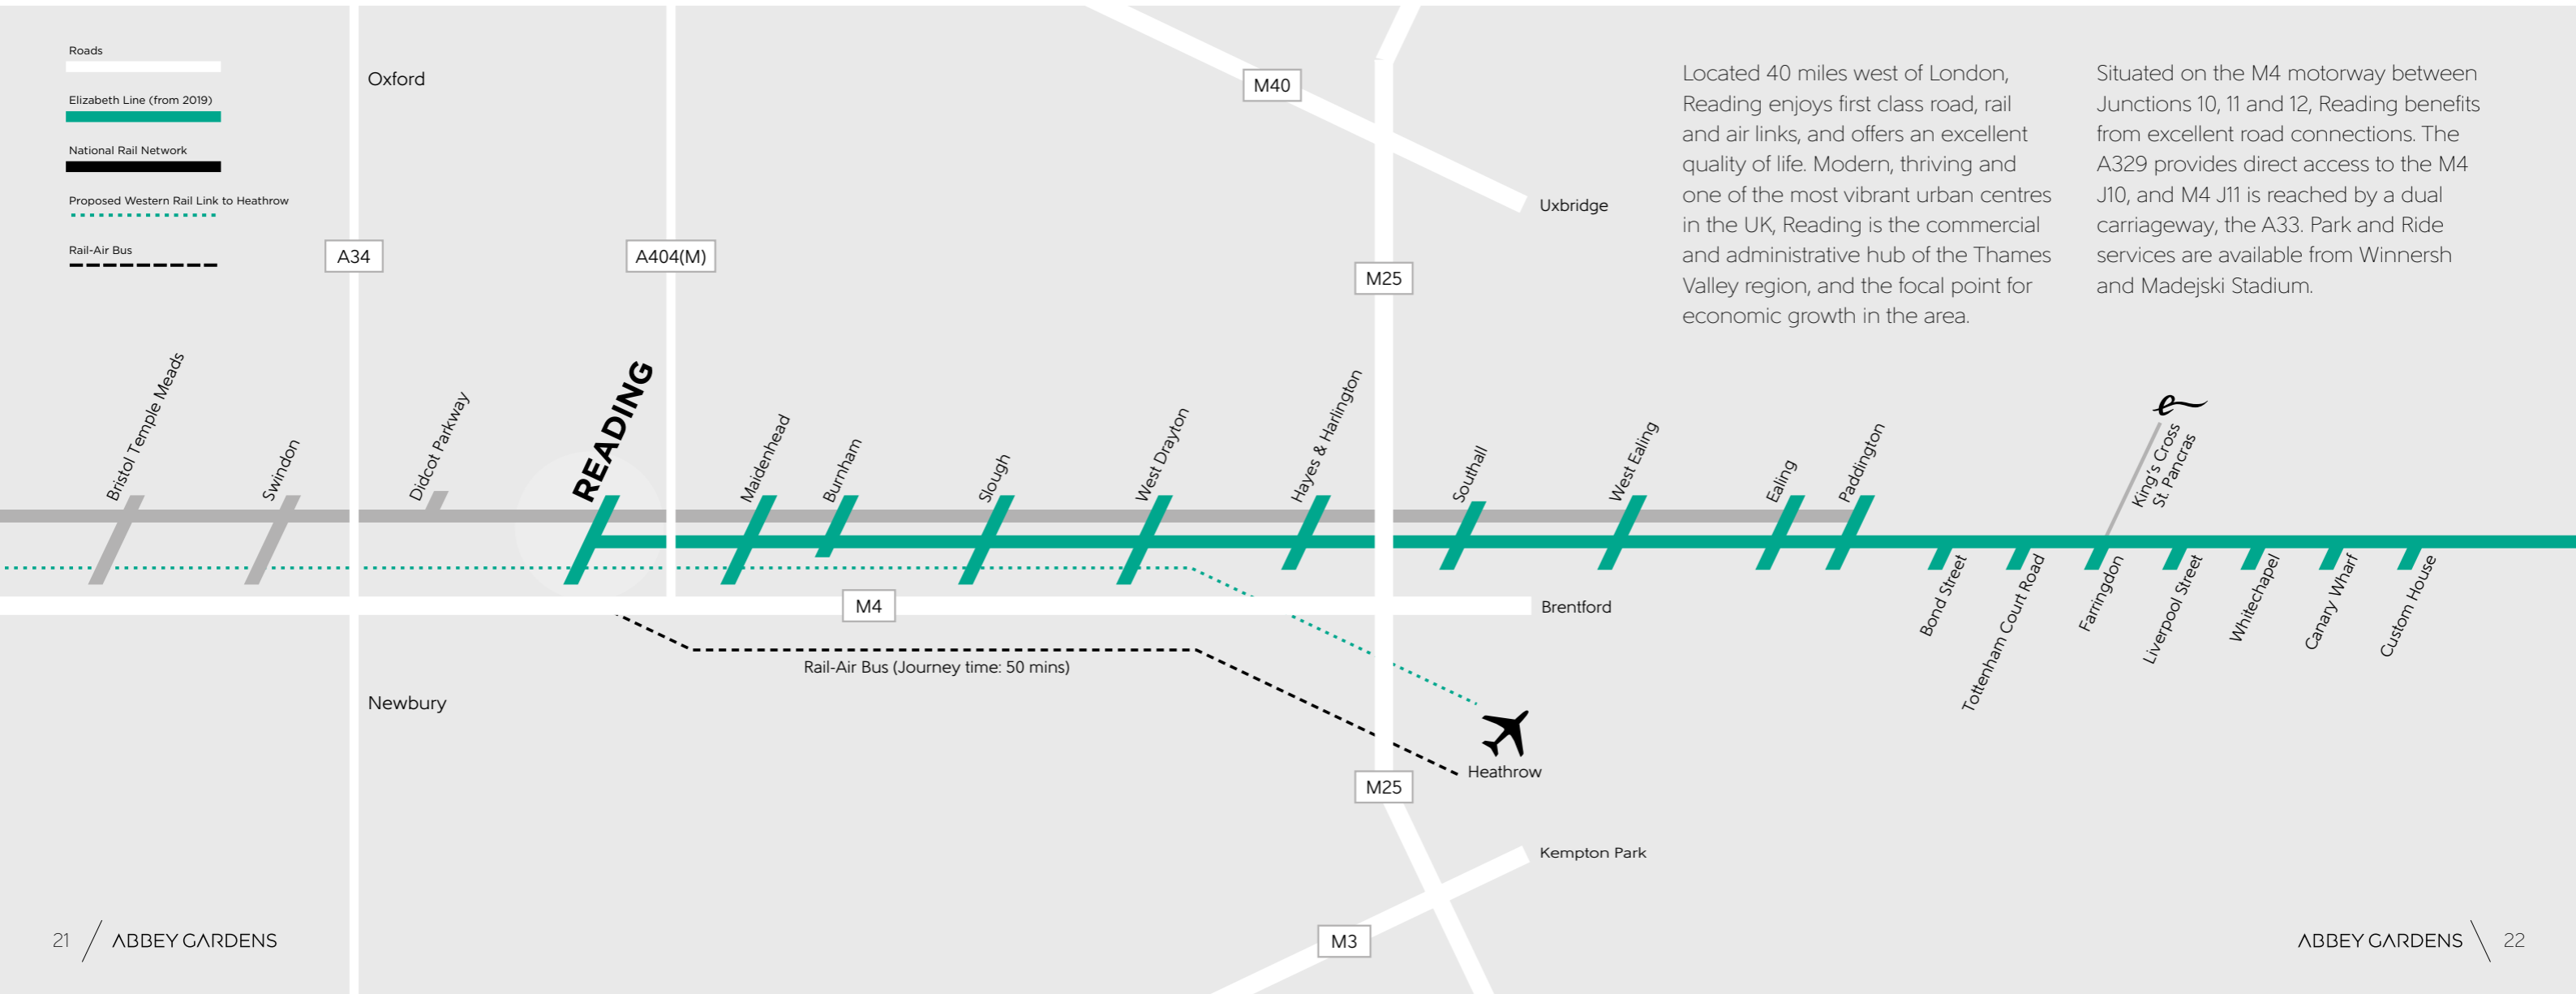 Roads
Elizabeth Line (from 2019)
National Rail Network
Proposed Western Rail Link to Heathrow
Rail-Air Bus
Oxford
A34
A404(M)
M40
Uxbridge
M25
Located 40 miles west of London,
Reading enjoys first class road, rail
and air links, and offers an excellent
quality of life. Modern, thriving and
one of the most vibrant urban centres
in the UK, Reading is the commercial
and administrative hub of the Thames
Valley region, and the focal point for
economic growth in the area.
Situated on the M4 motorway between
Junctions 10, 11 and 12, Reading benefits
from excellent road connections. The
A329 provides direct access to the M4
J10, and M4 J11 is reached by a dual
carriageway, the A33. Park and Ride
services are available from Winnersh
and Madejski Stadium.
Bristol Temple Meads
Swindon
Didcot Parkway
READING
Maidenhead
Burnham
Slough
West Drayton
Hayes & Harlington
Southall
West Ealing
Ealing
Paddington
King's Cross
St. Pancras
Bond Street
Tottenham Court Road
Farringdon
Liverpool Street
Whitechapel
Canary Wharf
Custom House
M4
Brentford
Rail-Air Bus (Journey time: 50 mins)
Newbury
Heathrow
M25
Kempton Park
M3
21
ABBEY GARDENS
ABBEY GARDENS
22